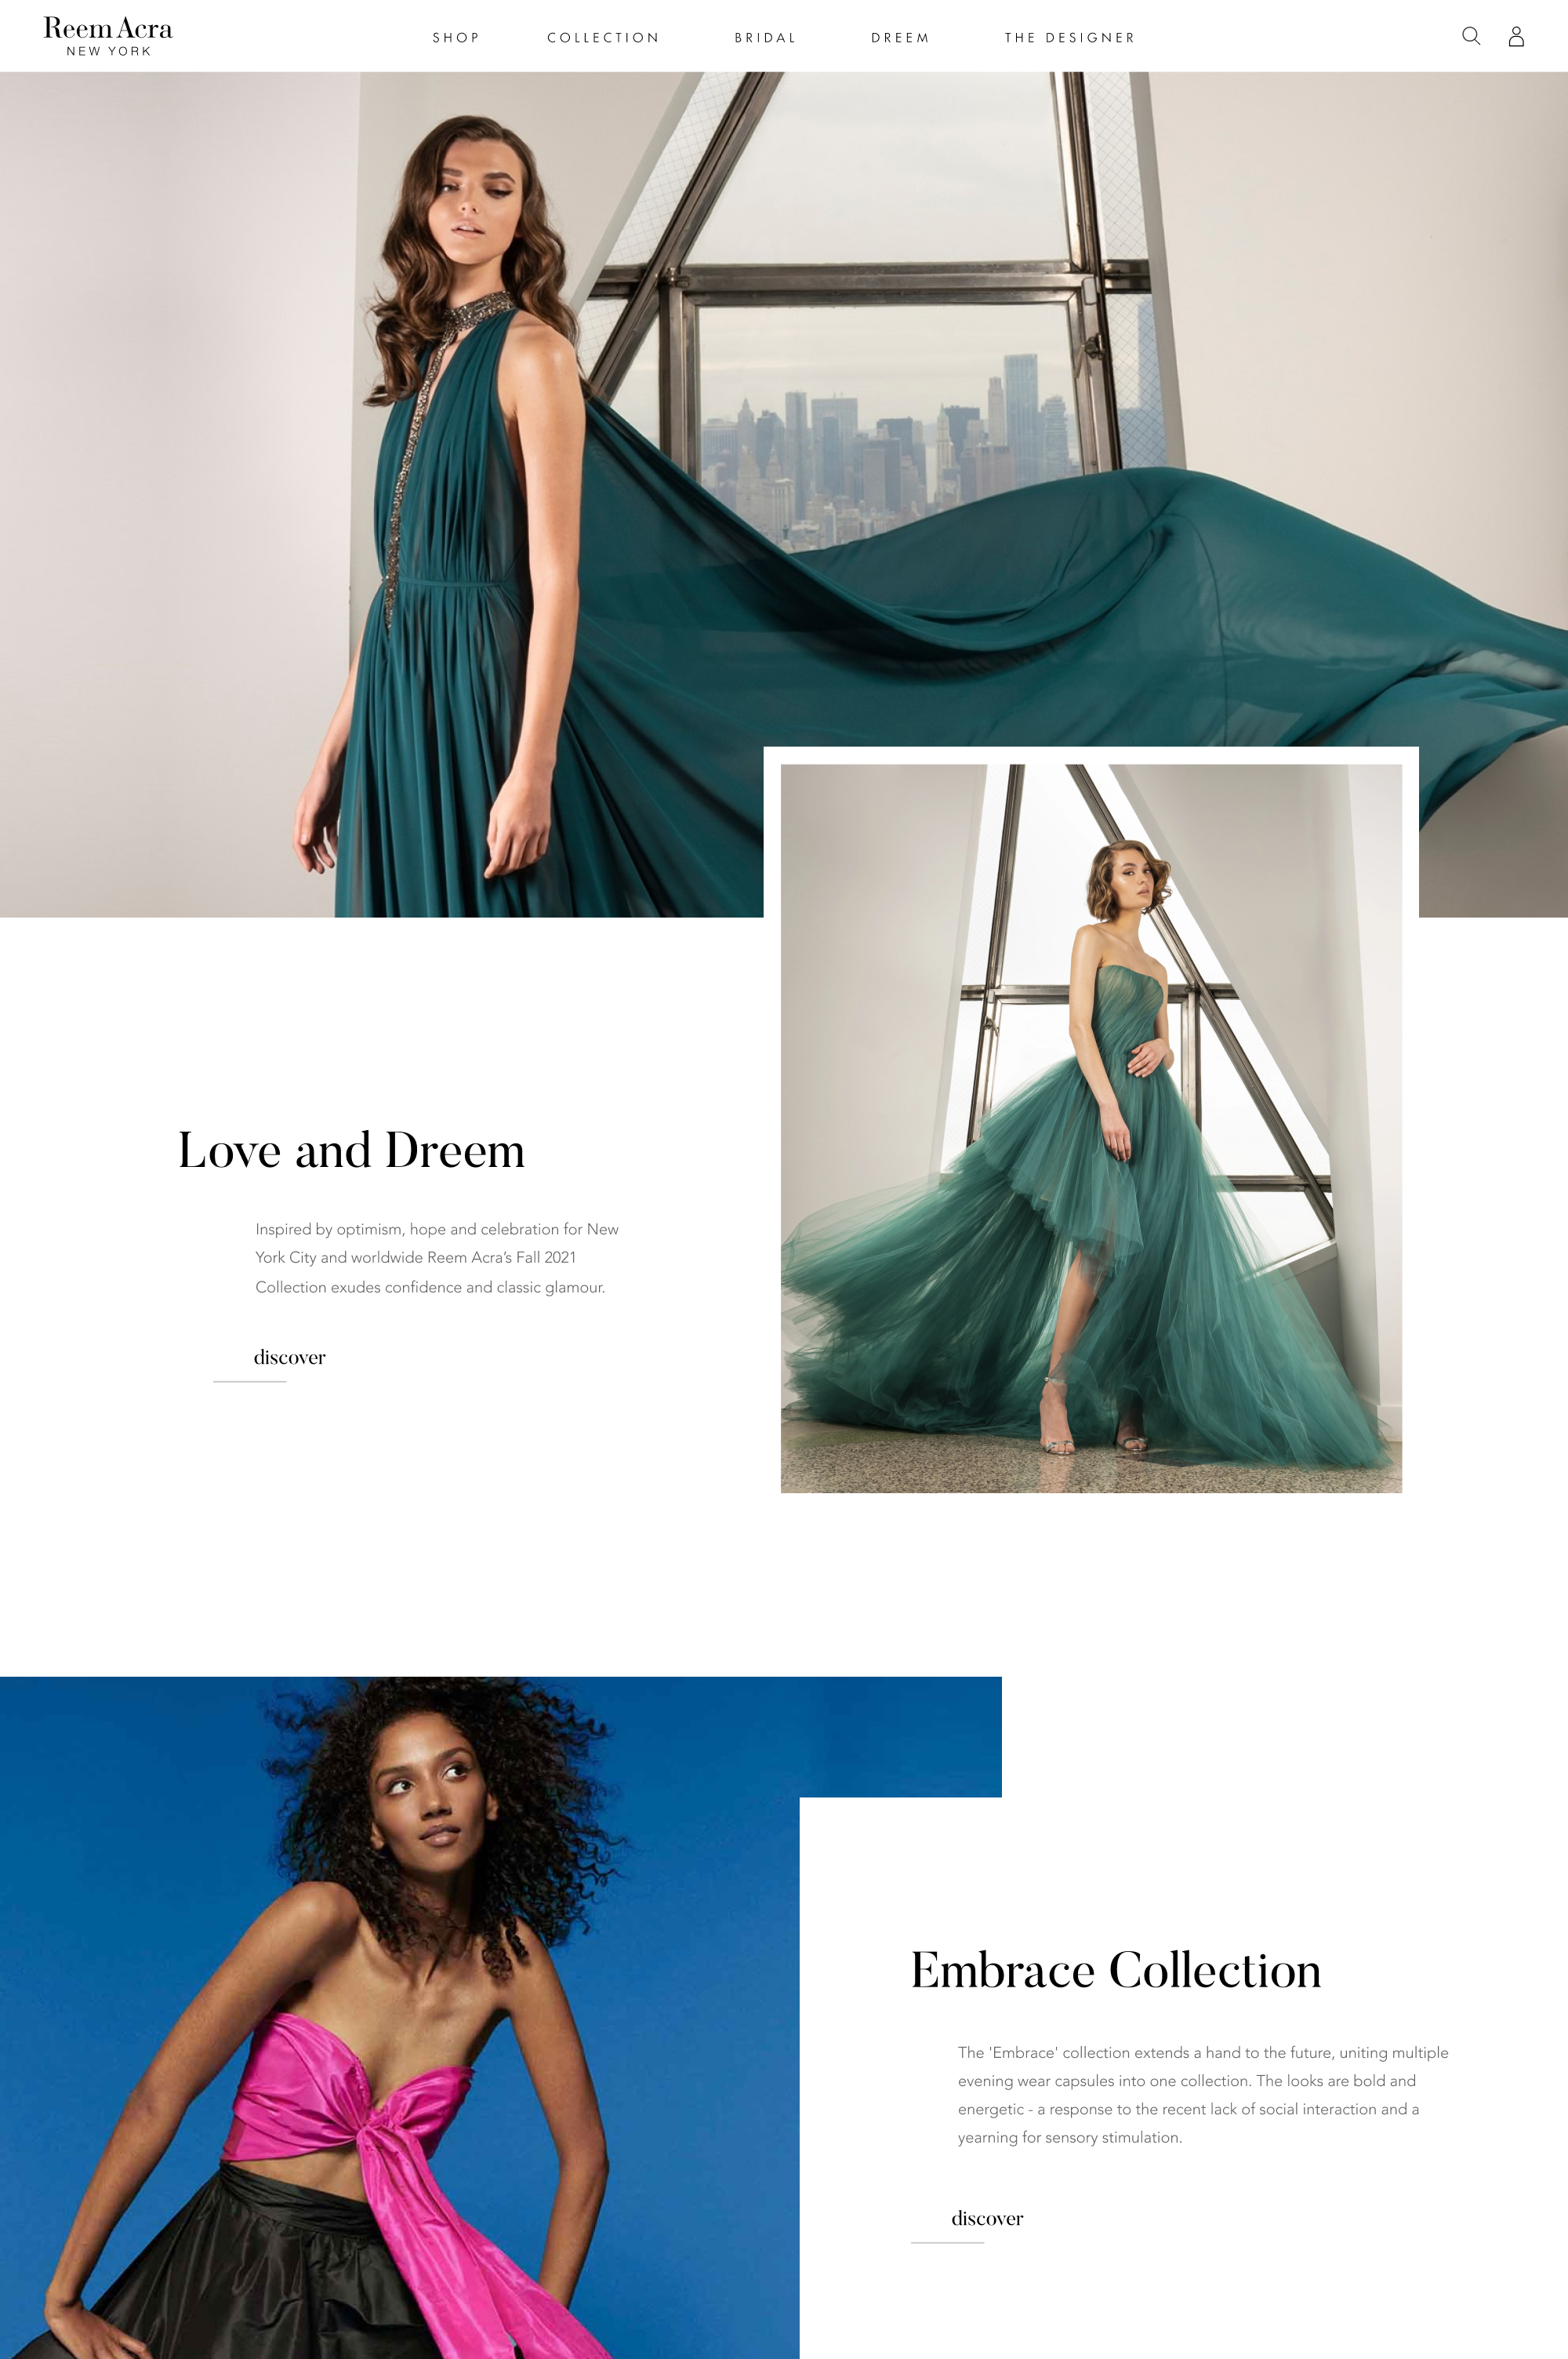 Reem Acra
NEW YORK
SHOP
COLLECTION
BRIDAL
DREEM
THE DESIGNER
Love and Dreem
Inspired by optimism, hope and celebration for New
York City and worldwide Reem Acra’s Fall 2021
Collection exudes confidence and classic glamour.
discover
Embrace Collection
The 'Embrace' collection extends a hand to the future, uniting multiple
evening wear capsules into one collection. The looks are bold and
energetic - a response to the recent lack of social interaction and a
yearning for sensory stimulation.
discover